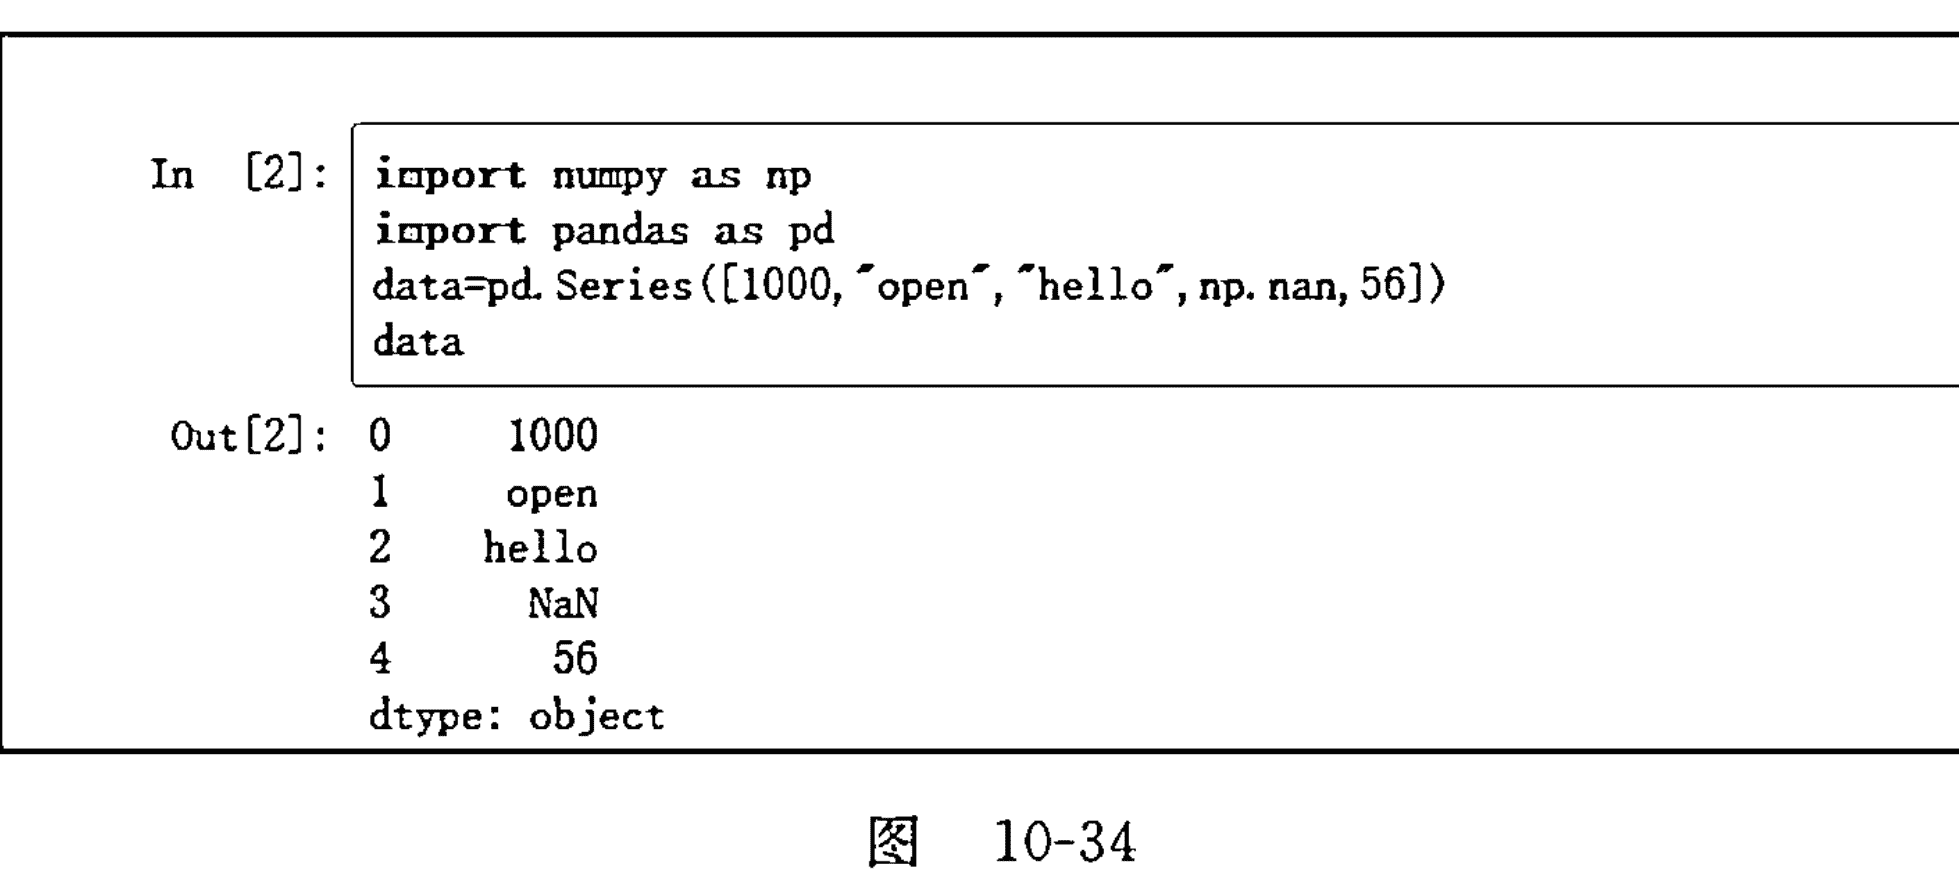 In [2]: import numpy as np
import pandas as pd
data=pd.Series([1000,"open","hello",np.nan,56])
data
Out[2]: 0 1000
1 open
2 hello
3 NaN
4 56
dtype: object
图 10-34